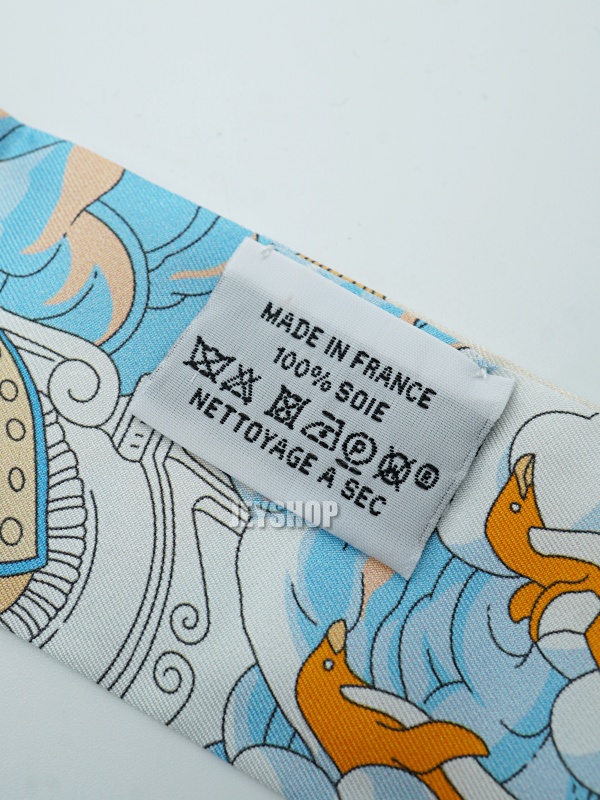 MADE IN FRANCE
100% SOIE
P W ®
NETTOYAGE A SEC
JEYSHOP